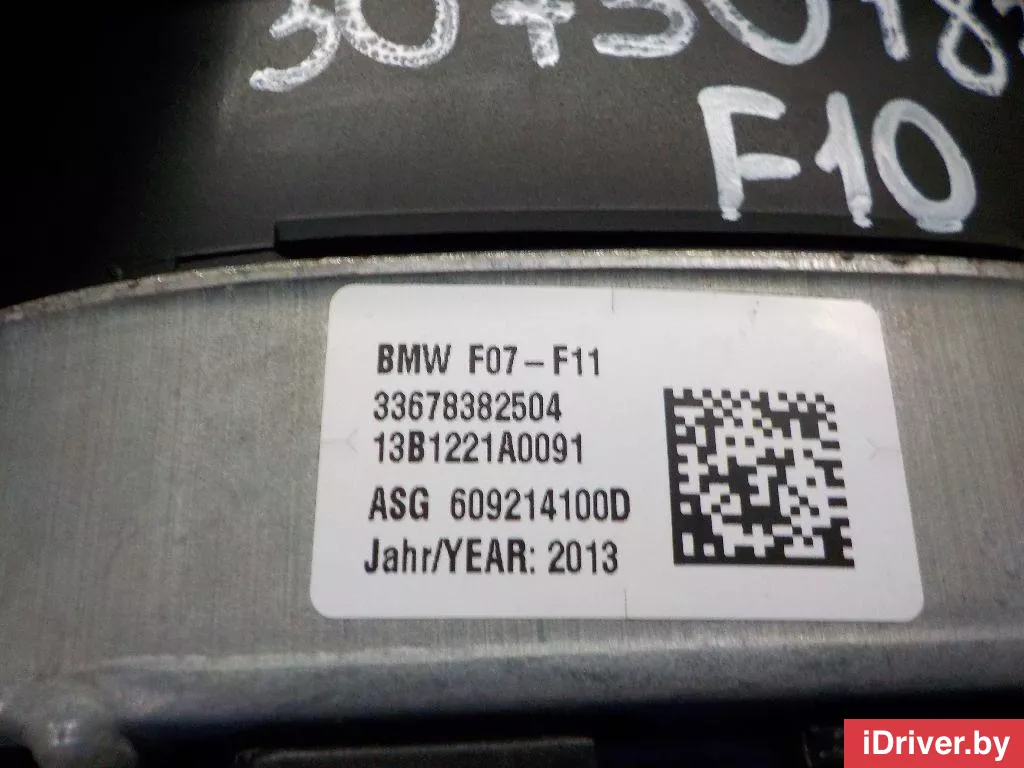 F10
BMW F07-F11
33678382504
13B1221A0091
ASG 609214100D
Jahr/YEAR: 2013
iDriver.by